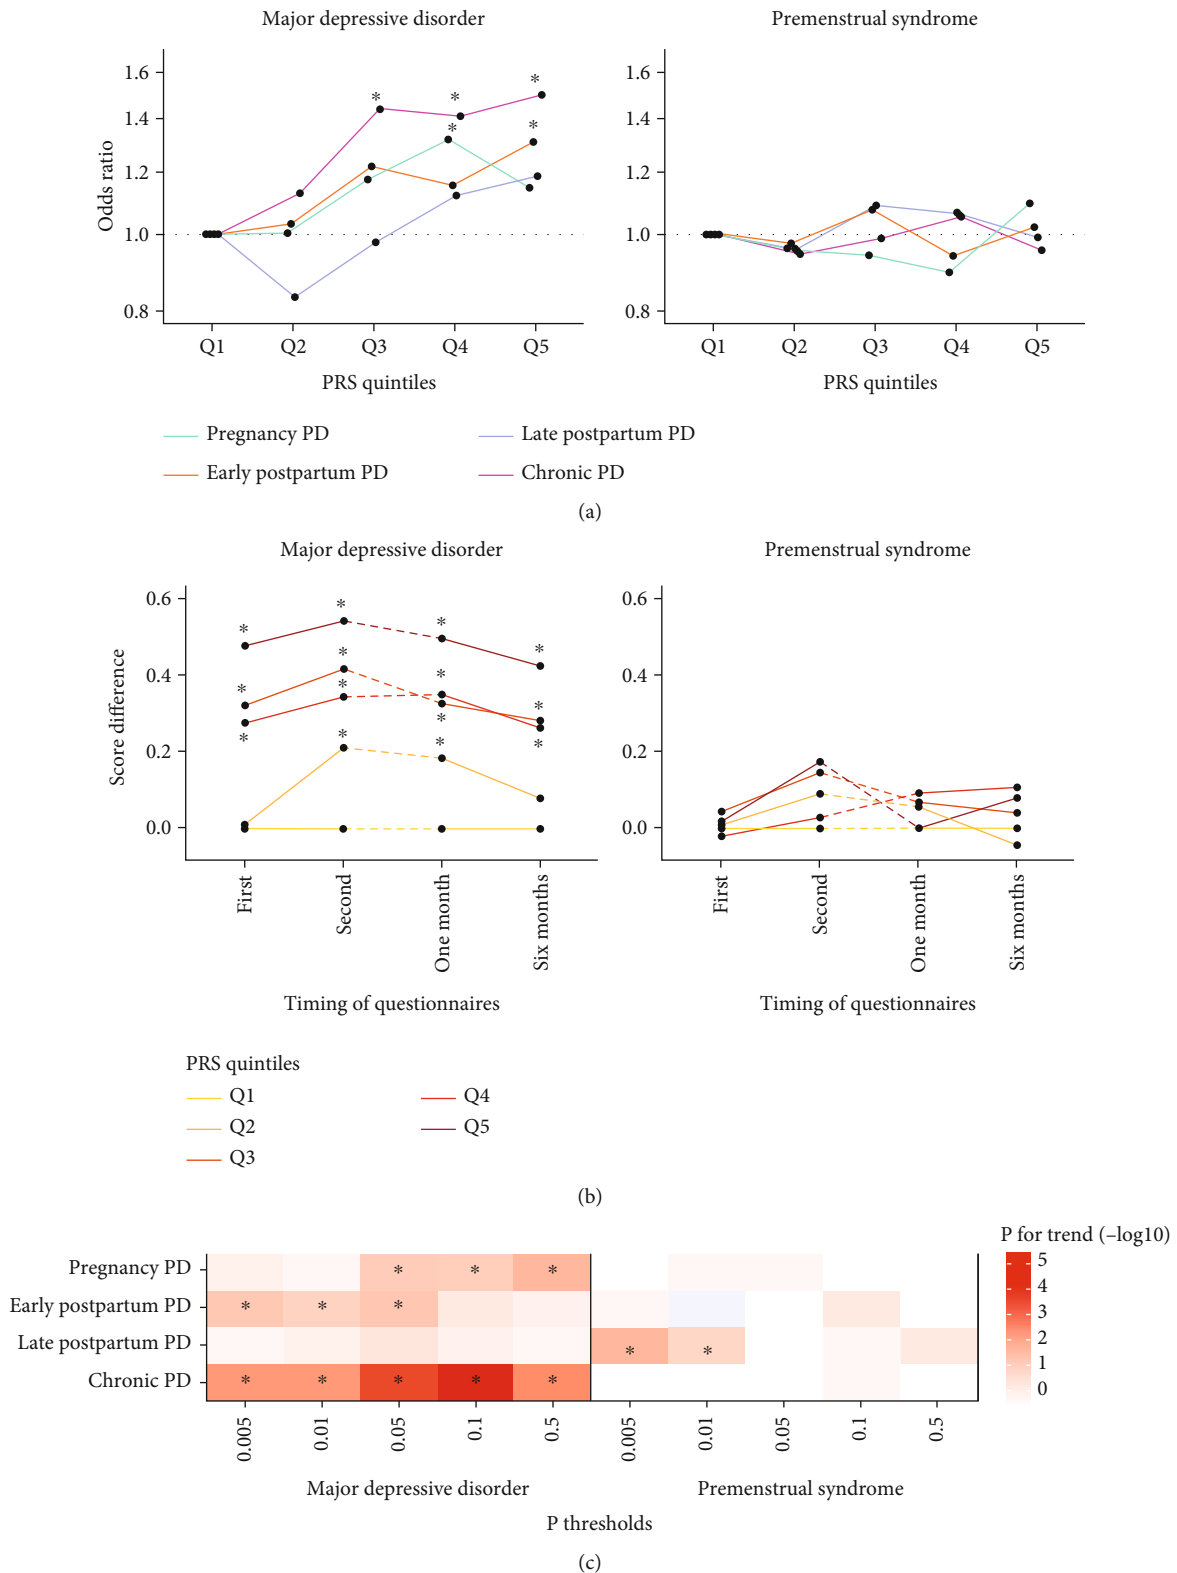 Major depressive disorder
Premenstrual syndrome
Odds ratio
1.6
1.4
1.2
1.0
0.8
* * * * *
Q1 Q2 Q3 Q4 Q5
PRS quintiles
1.6
1.4
1.2
1.0
0.8
Q1 Q2 Q3 Q4 Q5
PRS quintiles
Pregnancy PD
Late postpartum PD
Early postpartum PD
Chronic PD
(a)
Major depressive disorder
Premenstrual syndrome
Score difference
0.6
0.4
0.2
0.0
* * * *
* * * *
* * * *
* *
First
Second
One month
Six months
Timing of questionnaires
0.6
0.4
0.2
0.0
First
Second
One month
Six months
Timing of questionnaires
PRS quintiles
Q1
Q4
Q2
Q5
Q3
(b)
P for trend (–log10)
5
4
3
2
1
0
Pregnancy PD * * *
Early postpartum PD * * *
Late postpartum PD * *
Chronic PD * * * * *
0.005 0.01 0.05 0.1 0.5 0.005 0.01 0.05 0.1 0.5
Major depressive disorder
Premenstrual syndrome
P thresholds
(c)